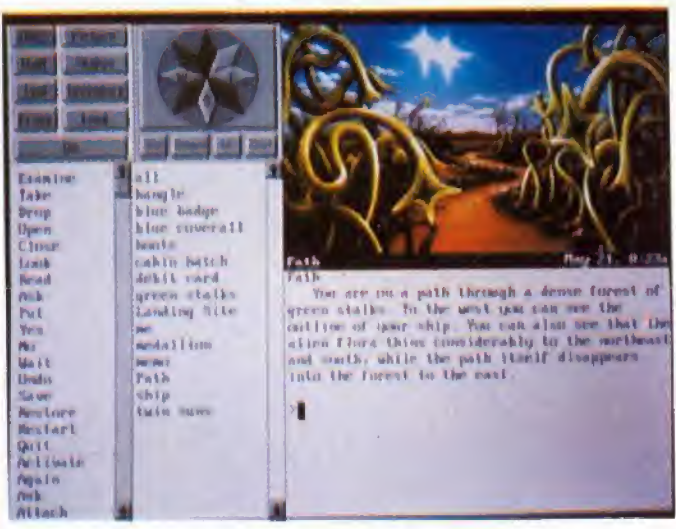 Examine
Take
Drop
Open
Close
Look
Read
Ask
Put
Yes
No
Wait
Undo
Save
Restore
Restart
Quit
Activate
Again
Ask
Attach
all
bangle
blue badge
blue coverall
boots
cabin hatch
debit card
green stalks
Landing Site
me
medallion
memo
Path
ship
twin suns
Path
Path
You are on a path through a dense forest of
green stalks. To the west you can see the
outline of your ship. You can also see that the
alien flora thins considerably to the northeast
and south, while the path itself disappears
into the forest to the east.
>